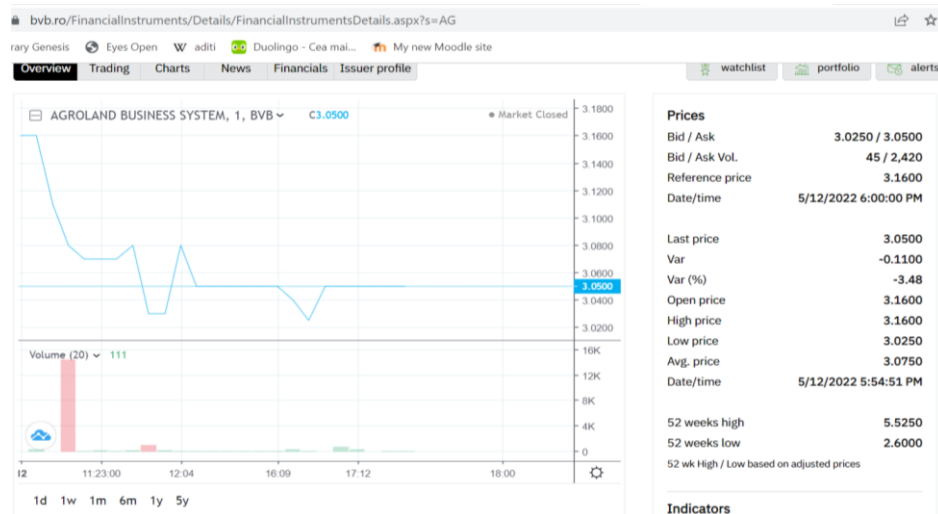 bvb.ro/FinancialInstruments/Details/FinancialInstrumentsDetails.aspx?s=AG
rary Genesis Eyes Open W aditi Duolingo - Cea mai... My new Moodle site
Overview Trading Charts News Financials Issuer profile watchlist portfolio alerts
AGROLAND BUSINESS SYSTEM, 1, BVB C3.0500 Market Closed
3.1800
3.1600
3.1400
3.1200
3.1000
3.0800
3.0600
3.0500
3.0400
3.0200
Volume (20) 111
16K
12K
8K
4K
0
12 11:23:00 12:04 16:09 17:12 18:00
1d 1w 1m 6m 1y 5y
Prices
Bid / Ask 3.0250 / 3.0500
Bid / Ask Vol. 45 / 2,420
Reference price 3.1600
Date/time 5/12/2022 6:00:00 PM
Last price 3.0500
Var -0.1100
Var (%) -3.48
Open price 3.1600
High price 3.1600
Low price 3.0250
Avg. price 3.0750
Date/time 5/12/2022 5:54:51 PM
52 weeks high 5.5250
52 weeks low 2.6000
52 wk High / Low based on adjusted prices
Indicators